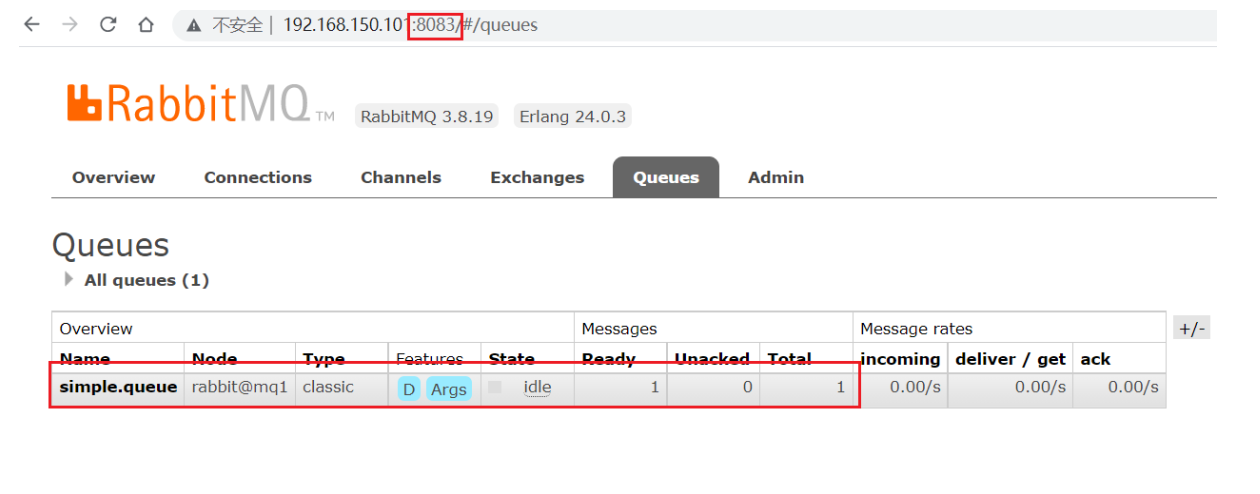 不安全 | 192.168.150.101:8083/#/queues
RabbitMQ TM RabbitMQ 3.8.19 Erlang 24.0.3
Overview Connections Channels Exchanges Queues Admin
Queues
All queues (1)
Overview Messages Message rates +/-
Name Node Type Features State Ready Unacked Total incoming deliver / get ack
simple.queue rabbit@mq1 classic D Args idle 1 0 1 0.00/s 0.00/s 0.00/s